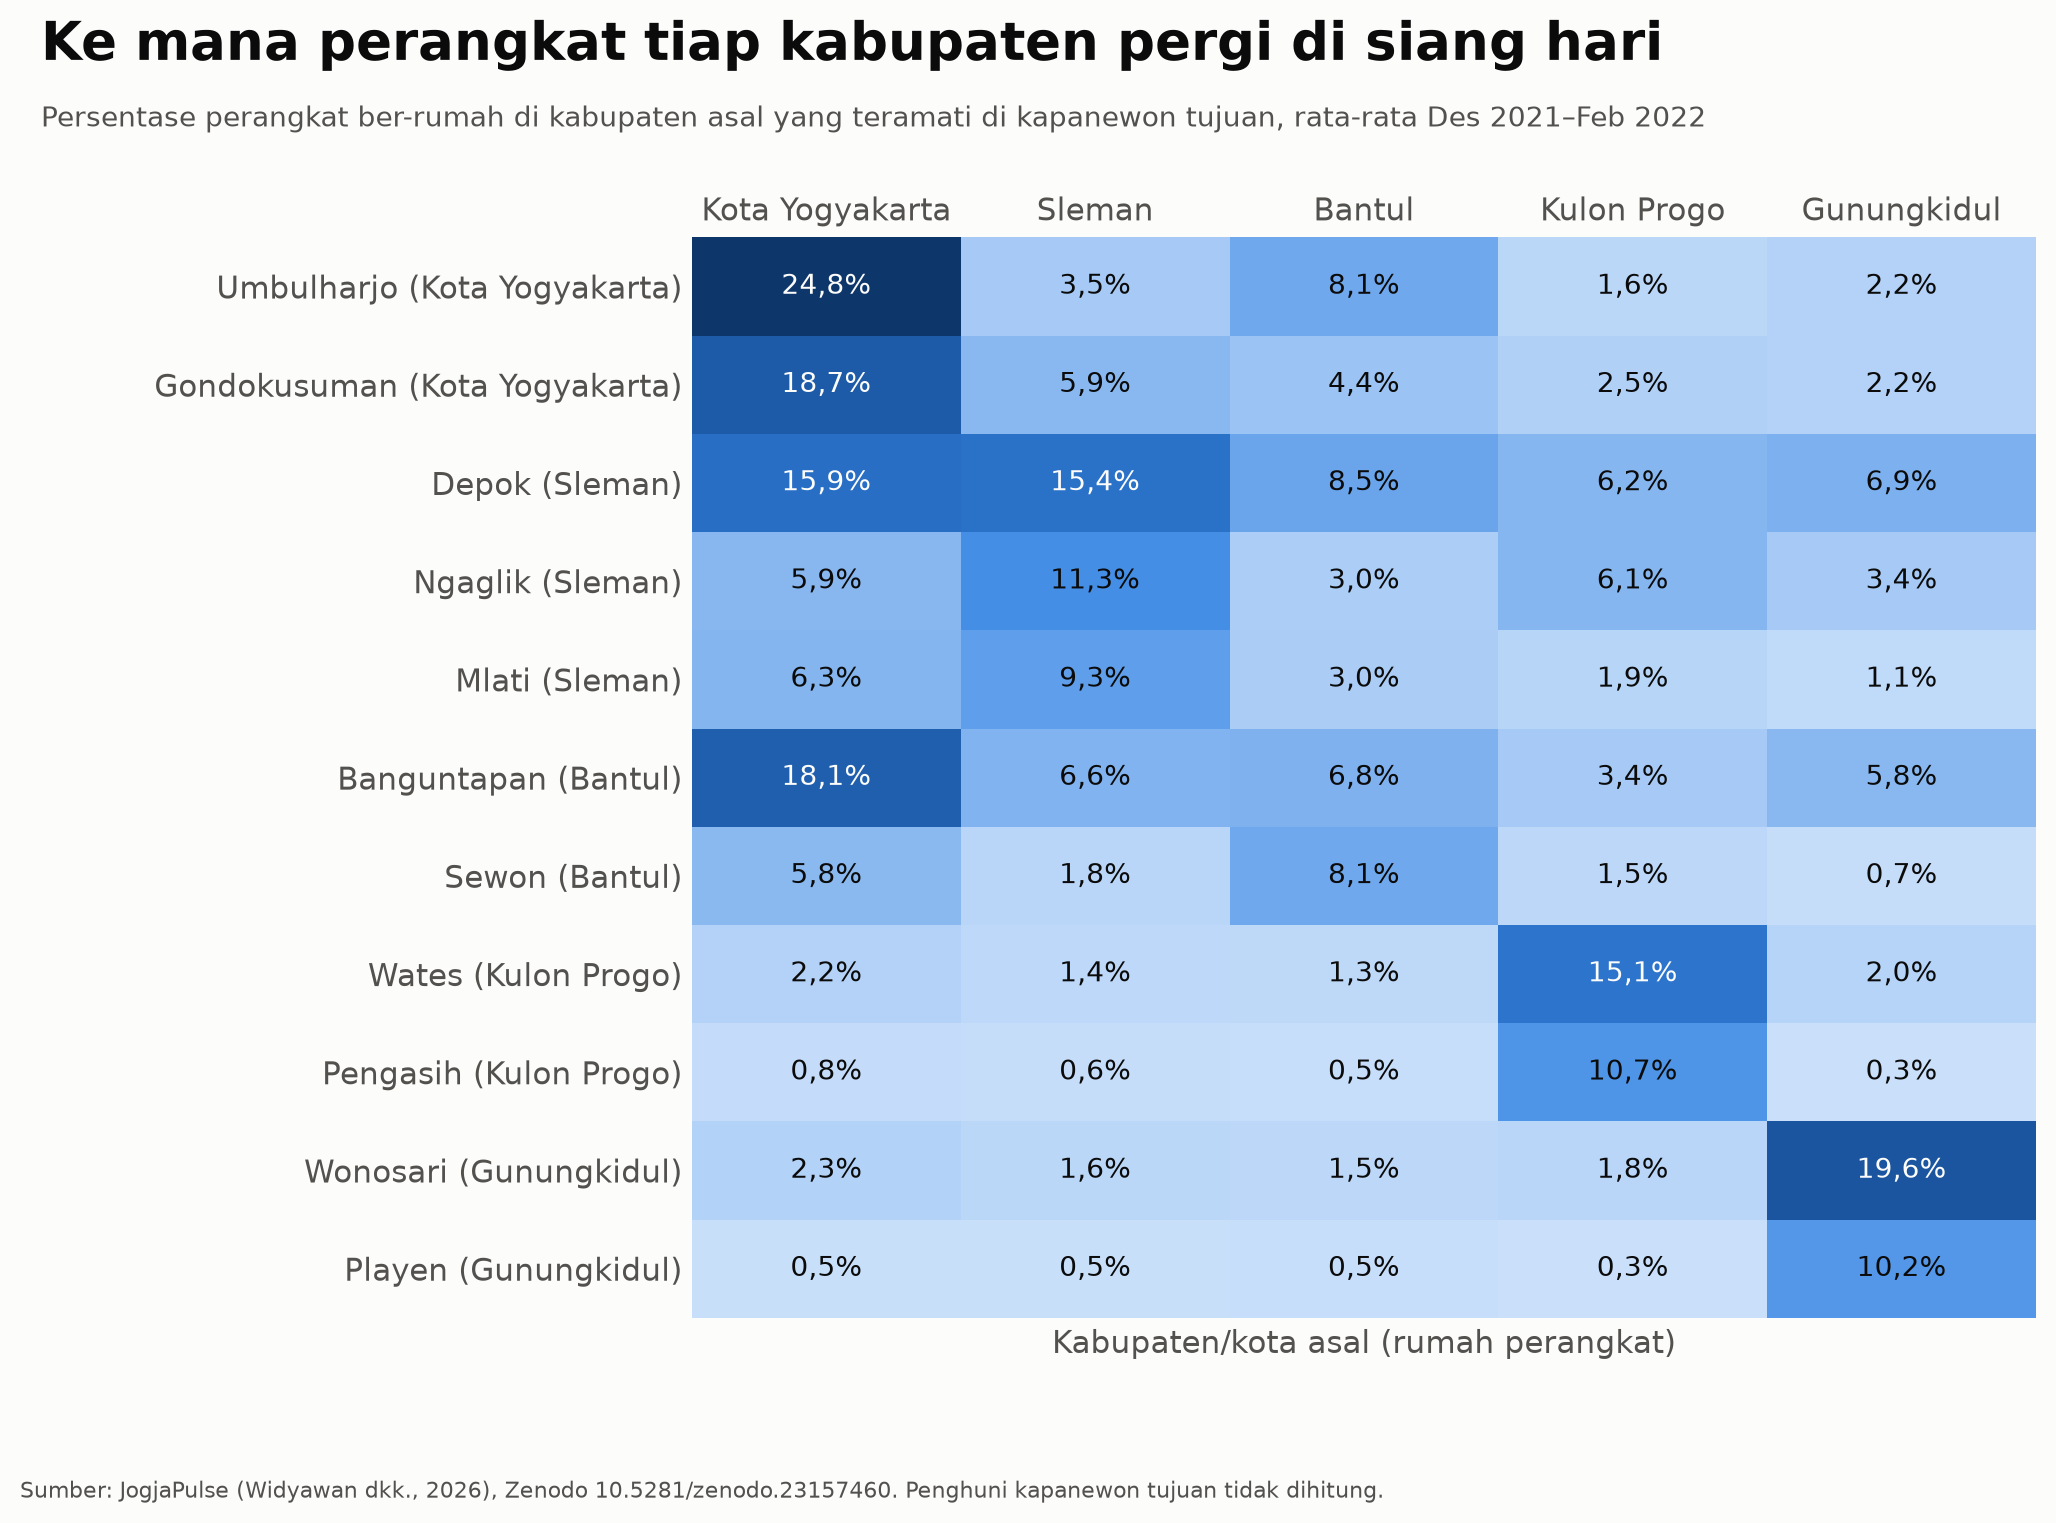 Ke mana perangkat tiap kabupaten pergi di siang hari
Persentase perangkat ber-rumah di kabupaten asal yang teramati di kapanewon tujuan, rata-rata Des 2021–Feb 2022
Kota Yogyakarta Sleman Bantul Kulon Progo Gunungkidul
Umbulharjo (Kota Yogyakarta) 24,8% 3,5% 8,1% 1,6% 2,2%
Gondokusuman (Kota Yogyakarta) 18,7% 5,9% 4,4% 2,5% 2,2%
Depok (Sleman) 15,9% 15,4% 8,5% 6,2% 6,9%
Ngaglik (Sleman) 5,9% 11,3% 3,0% 6,1% 3,4%
Mlati (Sleman) 6,3% 9,3% 3,0% 1,9% 1,1%
Banguntapan (Bantul) 18,1% 6,6% 6,8% 3,4% 5,8%
Sewon (Bantul) 5,8% 1,8% 8,1% 1,5% 0,7%
Wates (Kulon Progo) 2,2% 1,4% 1,3% 15,1% 2,0%
Pengasih (Kulon Progo) 0,8% 0,6% 0,5% 10,7% 0,3%
Wonosari (Gunungkidul) 2,3% 1,6% 1,5% 1,8% 19,6%
Playen (Gunungkidul) 0,5% 0,5% 0,5% 0,3% 10,2%
Kabupaten/kota asal (rumah perangkat)
Sumber: JogjaPulse (Widyawan dkk., 2026), Zenodo 10.5281/zenodo.23157460. Penghuni kapanewon tujuan tidak dihitung.